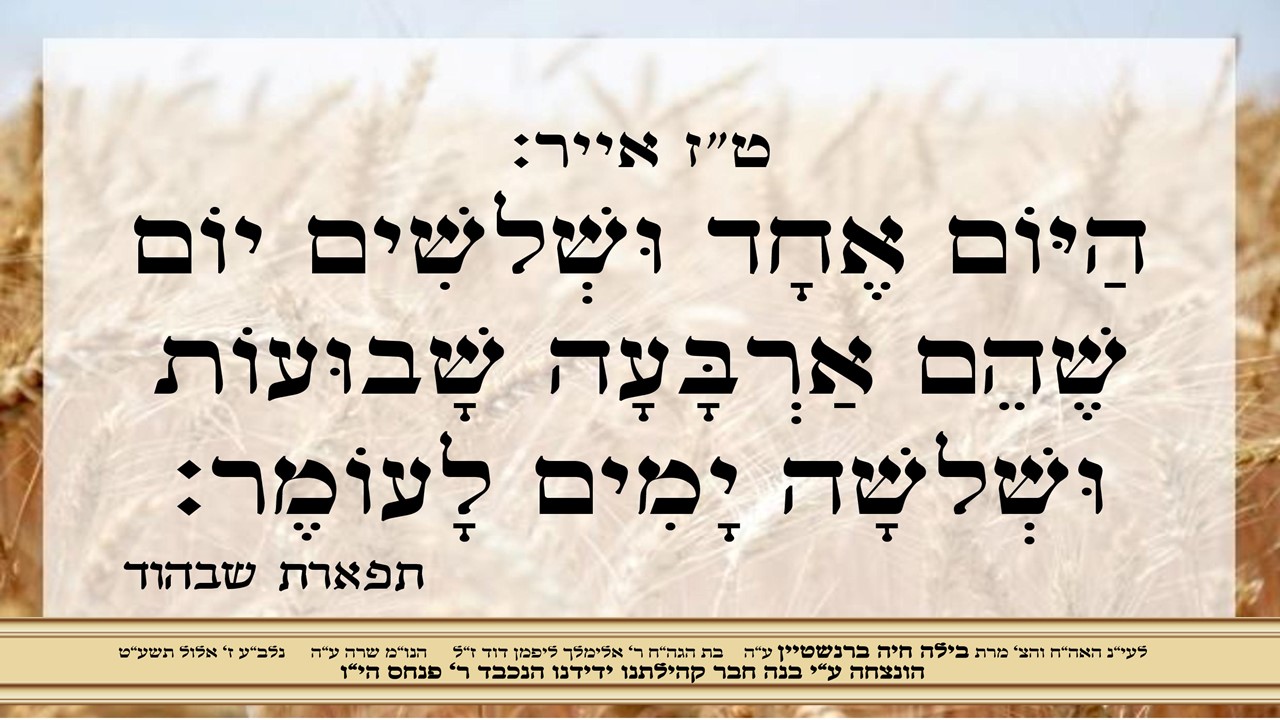 ט״ז אייר:
הַיּוֹם אֶחָד וּשְׁלֹשִׁים יוֹם
שֶׁהֵם אַרְבָּעָה שָׁבוּעוֹת
וּשְׁלֹשָׁה יָמִים לָעוֹמֶר:
תפארת שבהוד
לעי״נ האה״ח והצ׳ מרת בילה חיה ברנשטיין ע״ה בת הגה״ח ר׳ אלימלך ליפמן דוד ז״ל הנו״מ שרה ע״ה נלב״ע ז׳ אלול תשע״ט
הונצחה ע״י בנה חבר קהילתנו ידידנו הנכבד ר׳ פנחס הי״ו